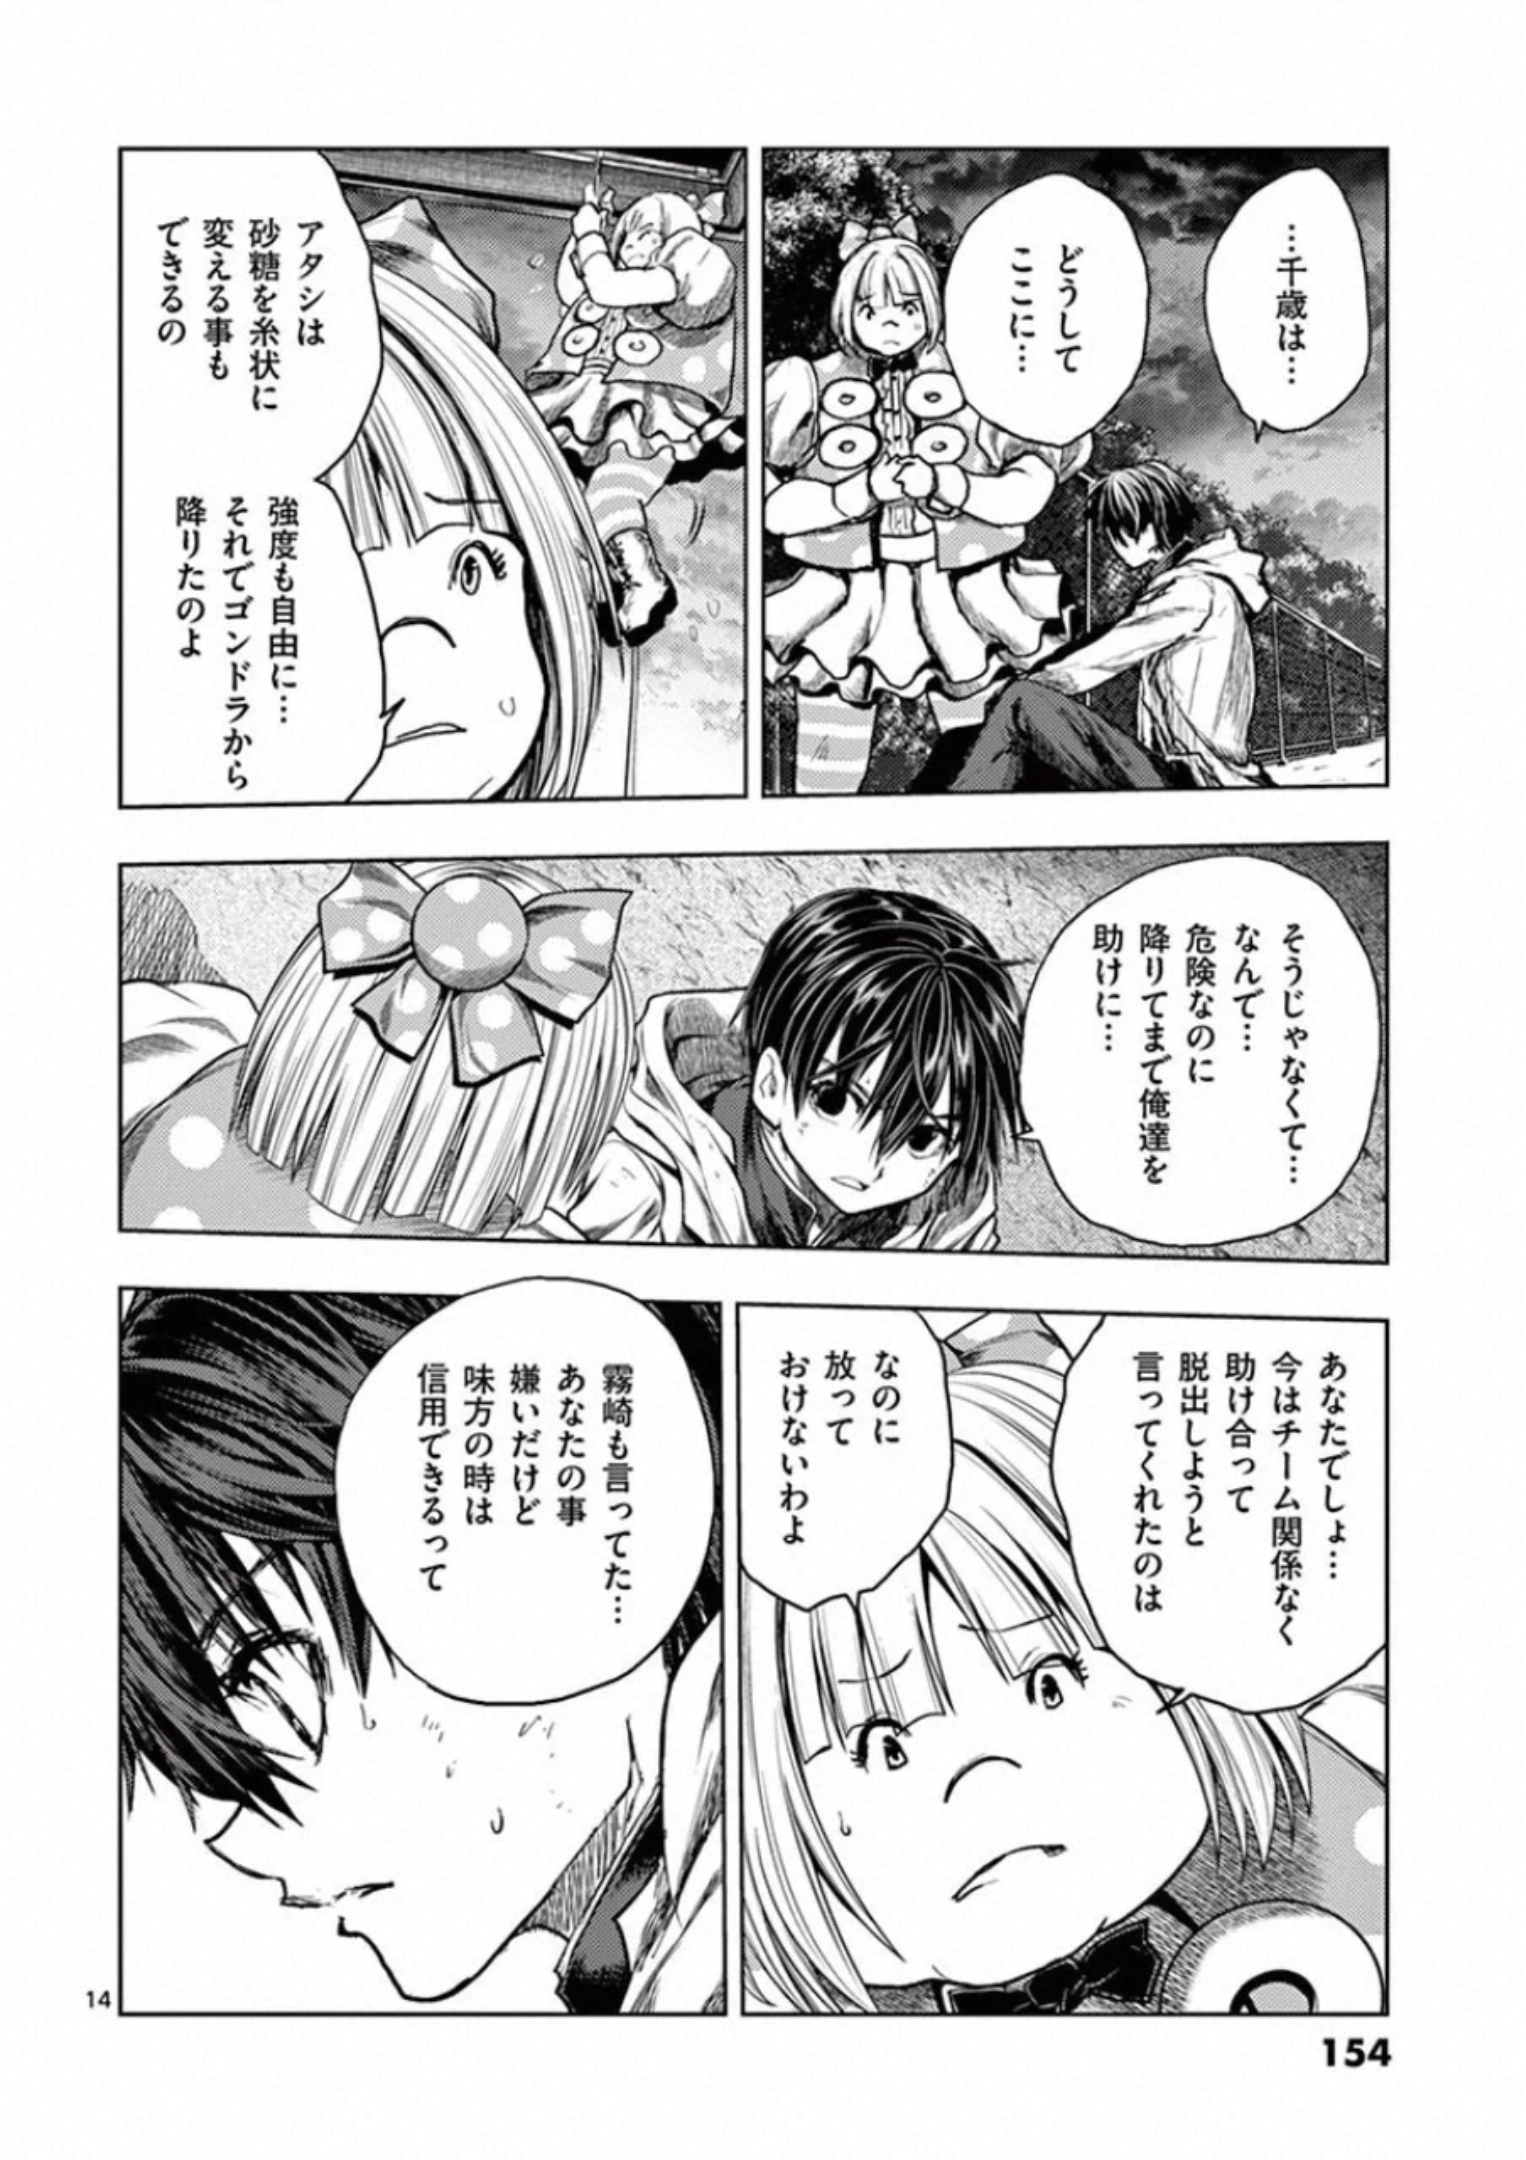 …千歳は…
どうして
ここに…
アタシは
砂糖を糸状に
変える事も
できるの
強度も自由に…
それでゴンドラから
降りたのよ
そうじゃなくて…
なんで…
危険なのに
降りてまで俺達を
助けに…
あなたでしょ…
今はチーム関係なく
助け合って
脱出しようと
言ってくれたのは
なのに
放って
おけないわよ
霧崎も言ってた…
あなたの事
嫌いだけど
味方の時は
信用できるって
14
154